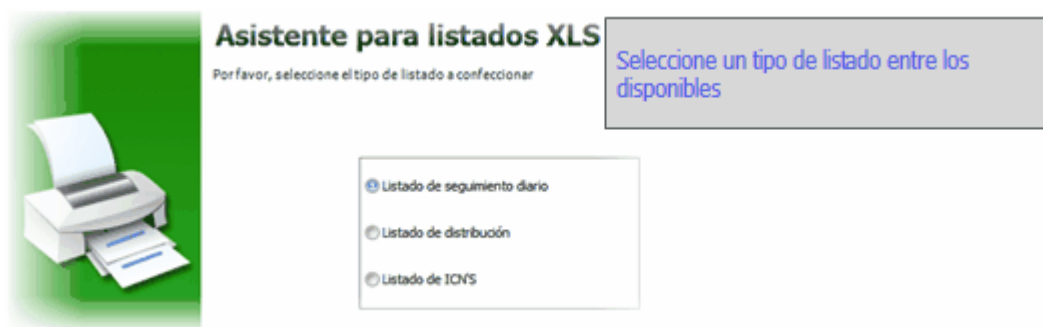 Asistente para listados XLS
Por favor, seleccione el tipo de listado a confeccionar
Seleccione un tipo de listado entre los
disponibles
Listado de seguimiento diario
Listado de distribución
Listado de ICN'S